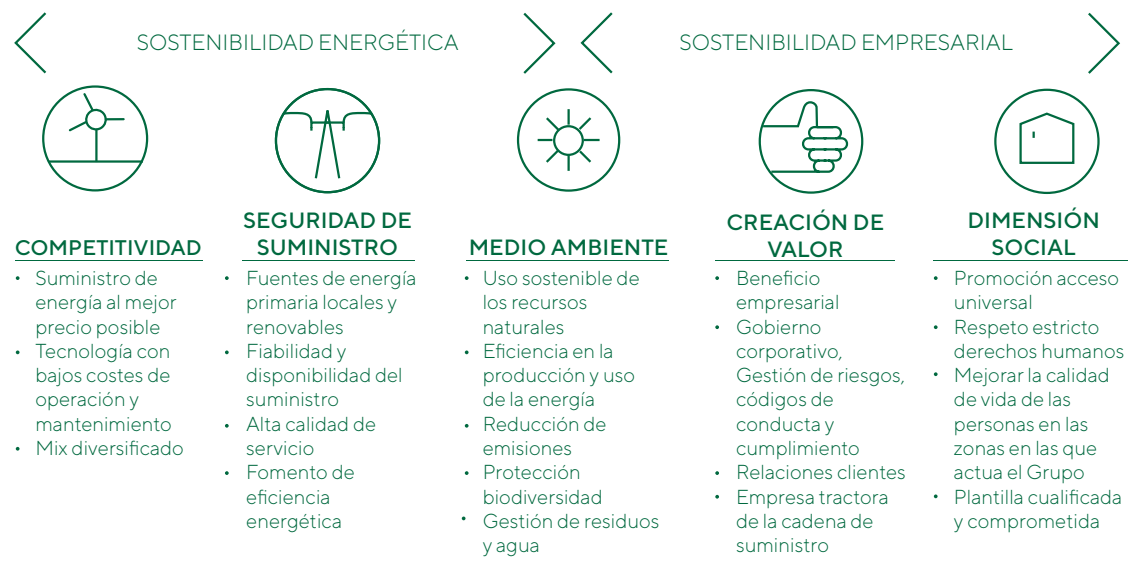 SOSTENIBILIDAD ENERGÉTICA
SOSTENIBILIDAD EMPRESARIAL
COMPETITIVIDAD
• Suministro de
energía al mejor
precio posible
• Tecnología con
bajos costes de
operación y
mantenimiento
• Mix diversificado
SEGURIDAD DE
SUMINISTRO
• Fuentes de energía
primaria locales y
renovables
• Fiabilidad y
disponibilidad del
suministro
• Alta calidad de
servicio
• Fomento de
eficiencia
energética
MEDIO AMBIENTE
• Uso sostenible de
los recursos
naturales
• Eficiencia en la
producción y uso
de la energía
• Reducción de
emisiones
• Protección
biodiversidad
• Gestión de residuos
y agua
CREACIÓN DE
VALOR
• Beneficio
empresarial
• Gobierno
corporativo,
Gestión de riesgos,
códigos de
conducta y
cumplimiento
• Relaciones clientes
• Empresa tractora
de la cadena de
suministro
DIMENSIÓN
SOCIAL
• Promoción acceso
universal
• Respeto estricto
derechos humanos
• Mejorar la calidad
de vida de las
personas en las
zonas en las que
actua el Grupo
• Plantilla cualificada
y comprometida